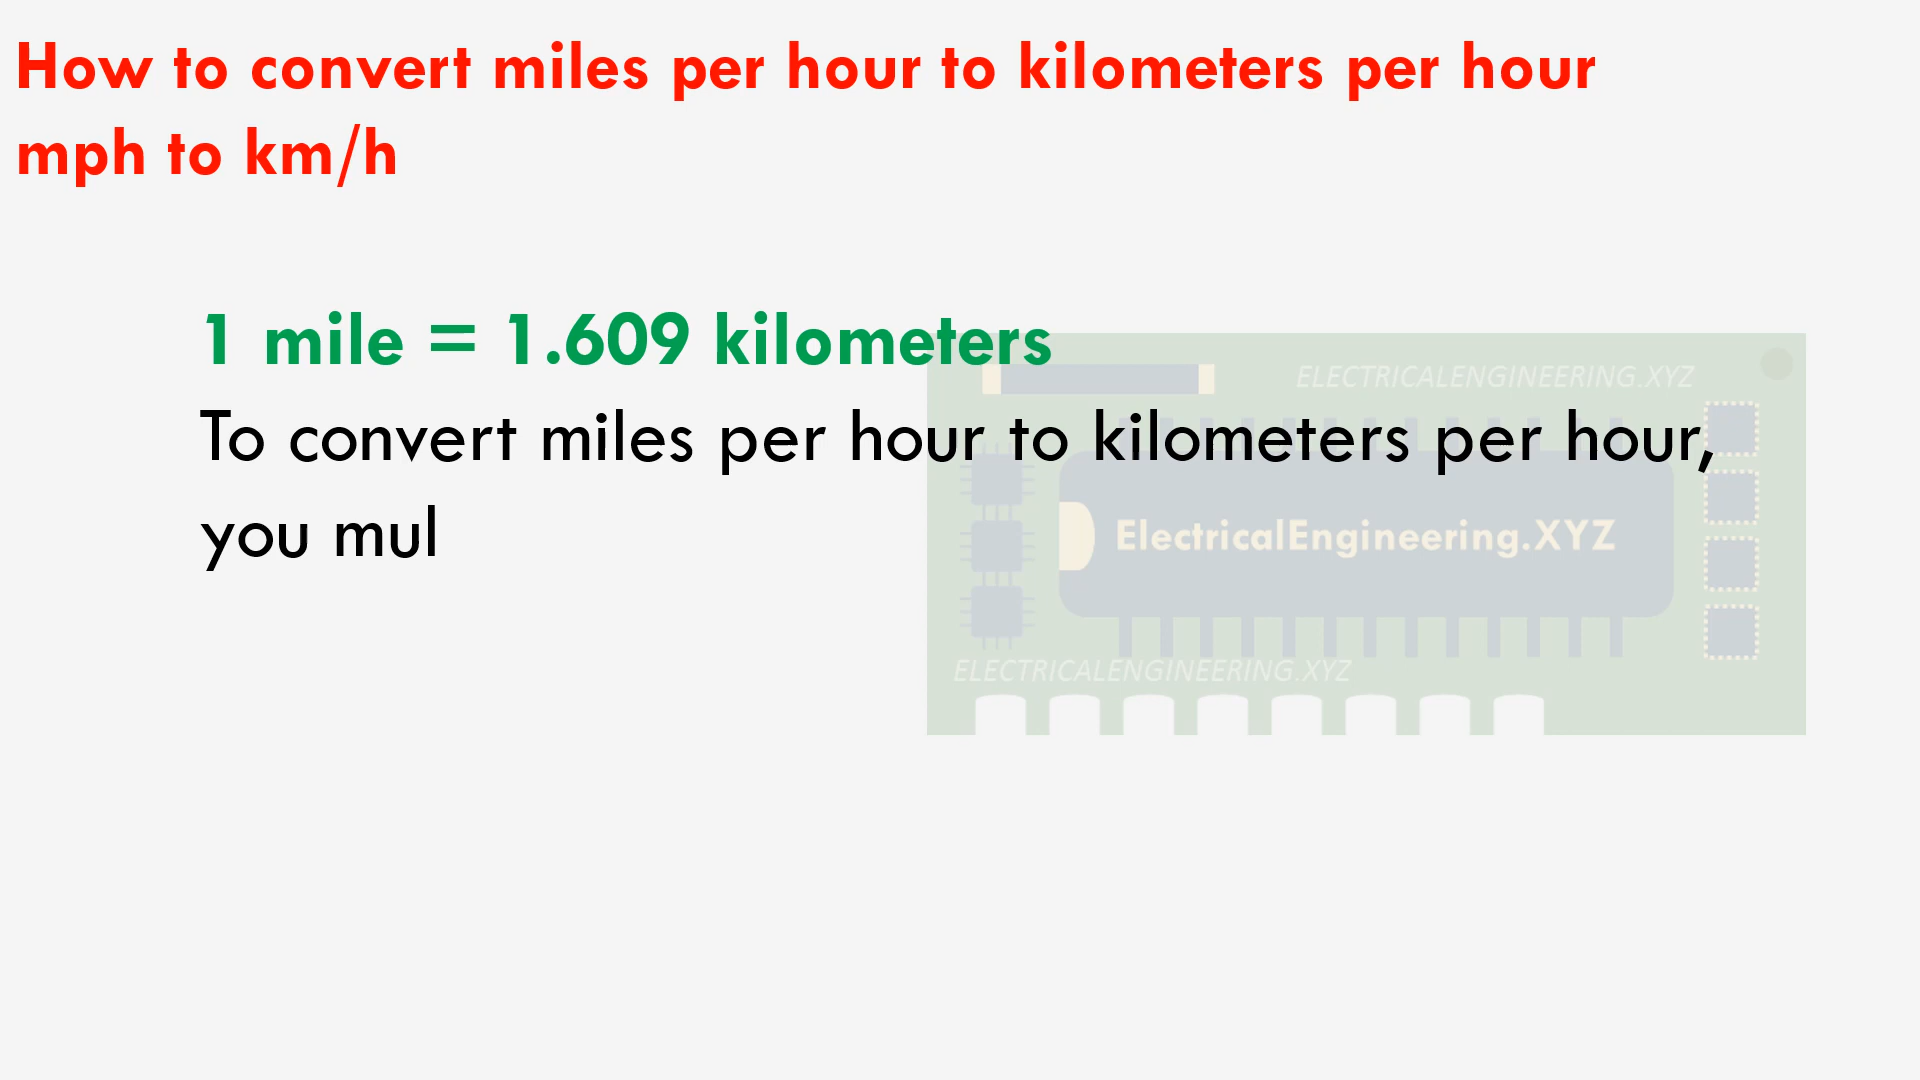 How to convert miles per hour to kilometers per hour
mph to km/h
1 mile = 1.609 kilometers
ELECTRICALENGINEERING.XYZ
To convert miles per hour to kilometers per hour,
you mul
ElectricalEngineering.XYZ
ELECTRICALENGINEERING.XYZ